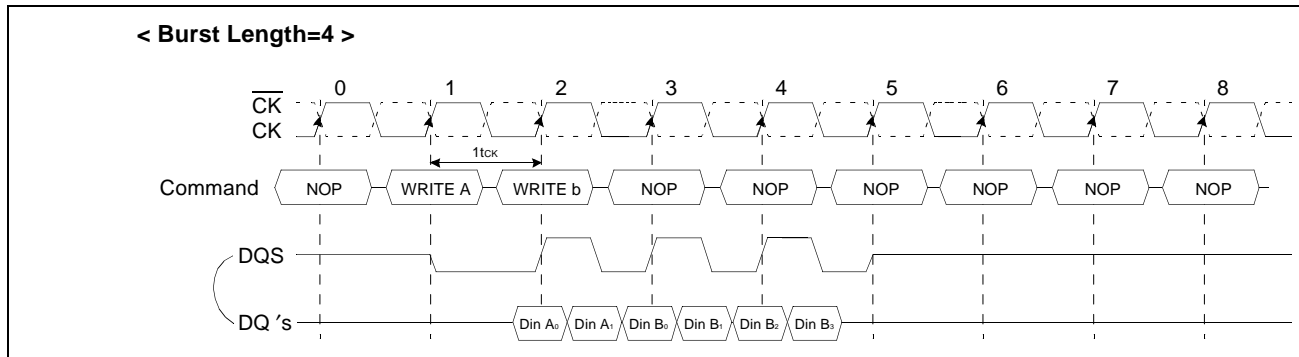 < Burst Length=4 >
0 1 2 3 4 5 6 7 8
CK
CK
1tCK
Command NOP WRITE A WRITE b NOP NOP NOP NOP NOP NOP
DQS
DQ 's Din A0 Din A1 Din B0 Din B1 Din B2 Din B3